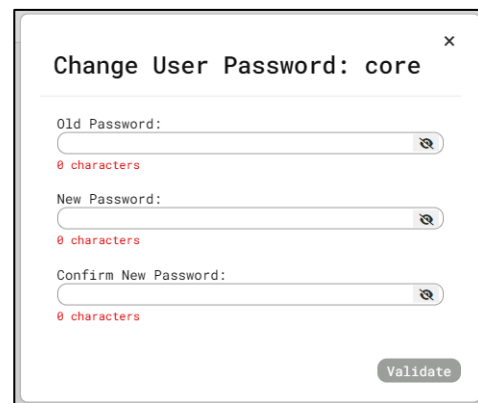 ×
Change User Password: core
Old Password:
0 characters
New Password:
0 characters
Confirm New Password:
0 characters
Validate